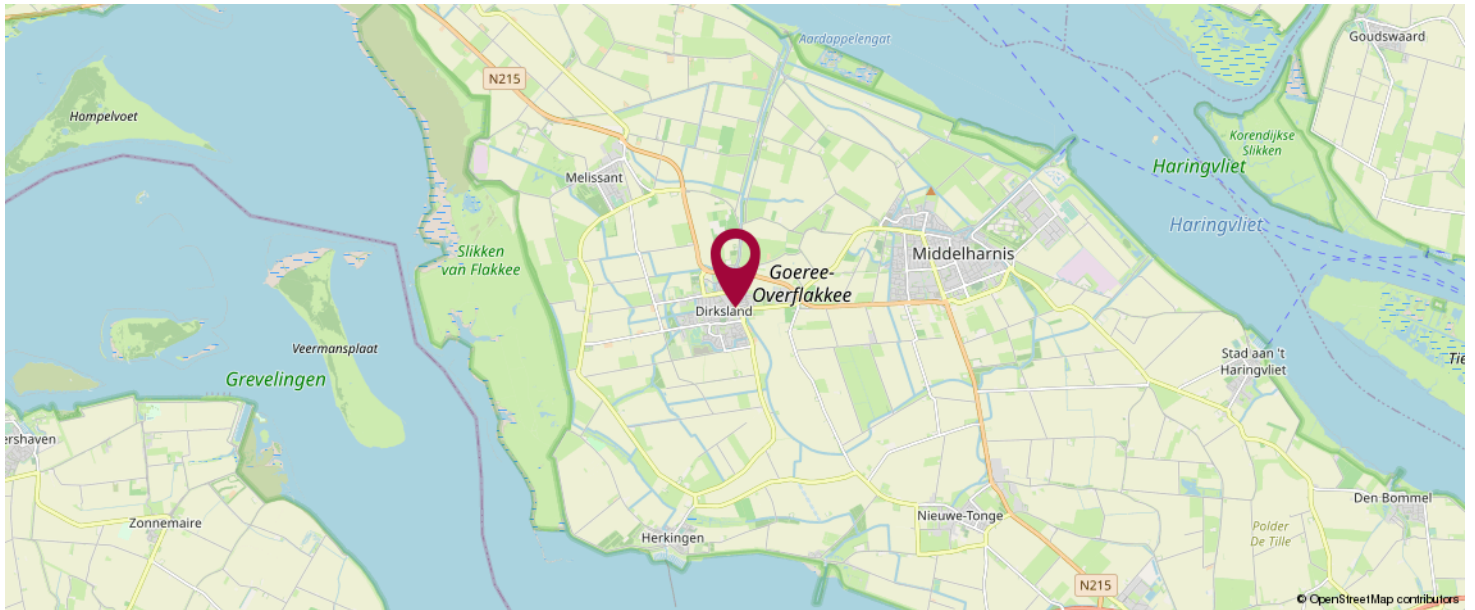 Goudswaard
Aardappelengat
N215
Hompelvoet
Korendijkse
Slikken
Haringvliet
Melissant
Haringvliet
Slikken
van Flakkee
Middelharnis
Goeree-
Overflakkee
Dirksland
Veermansplaat
Stad aan 't
Haringvliet
Tie
Grevelingen
ershaven
Den Bommel
Nieuwe-Tonge
Zonnemaire
Polder
De Tille
Herkingen
N215
© OpenStreetMap contributors